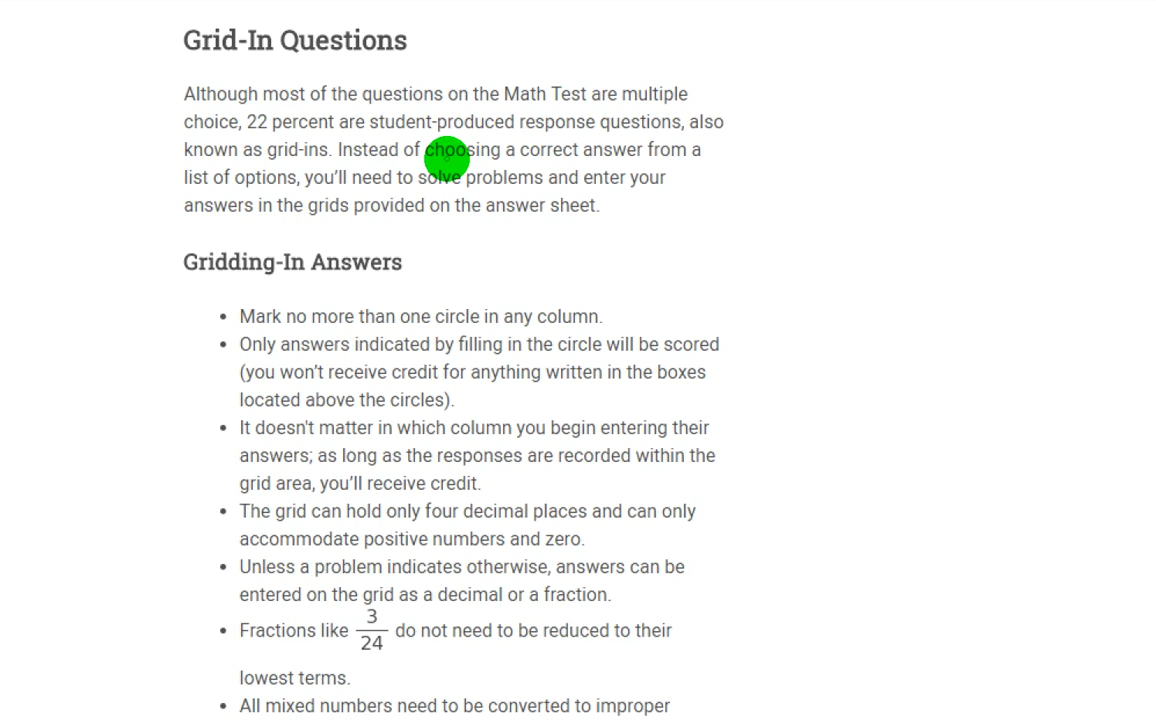 Grid-In Questions
Although most of the questions on the Math Test are multiple
choice, 22 percent are student-produced response questions, also
known as grid-ins. Instead of choosing a correct answer from a
list of options, you’ll need to solve problems and enter your
answers in the grids provided on the answer sheet.
Gridding-In Answers
• Mark no more than one circle in any column.
• Only answers indicated by filling in the circle will be scored
(you won’t receive credit for anything written in the boxes
located above the circles).
• It doesn't matter in which column you begin entering their
answers; as long as the responses are recorded within the
grid area, you’ll receive credit.
• The grid can hold only four decimal places and can only
accommodate positive numbers and zero.
• Unless a problem indicates otherwise, answers can be
entered on the grid as a decimal or a fraction.
• Fractions like 3/24 do not need to be reduced to their
lowest terms.
• All mixed numbers need to be converted to improper